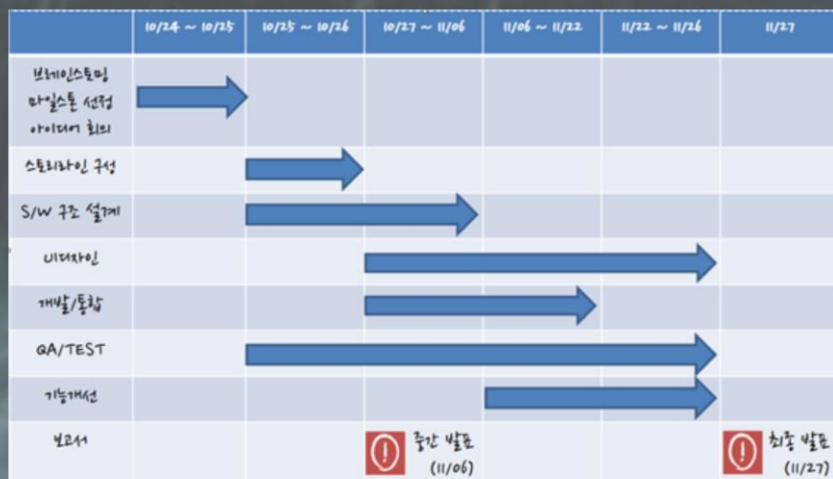 10/24 ~ 10/25 10/25 ~ 10/26 10/27 ~ 11/06 11/06 ~ 11/22 11/22 ~ 11/26 11/27
브레인스토밍
마일스톤 선정
아이디어 회의
스토리라인 구성
S/W 구조 설계
UI디자인
개발/통합
QA/TEST
기능개선
보고서
중간 발표
(11/06)
최종 발표
(11/27)